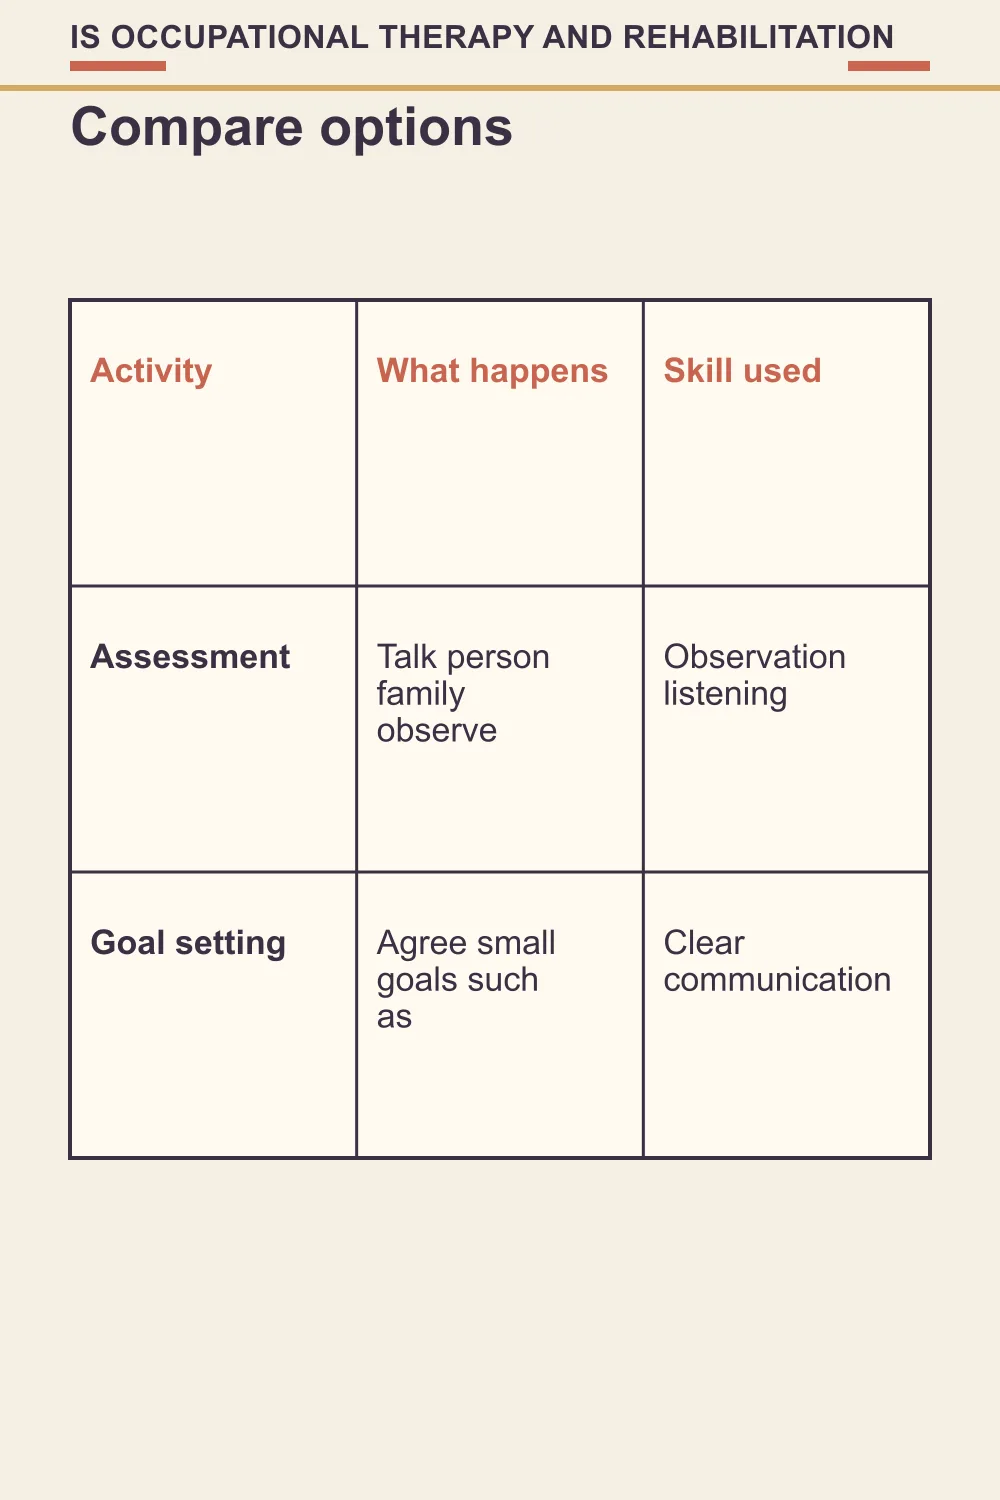 IS OCCUPATIONAL THERAPY AND REHABILITATION
Compare options
Activity
What happens
Skill used
Assessment
Talk person
family
observe
Observation
listening
Goal setting
Agree small
goals such
as
Clear
communication